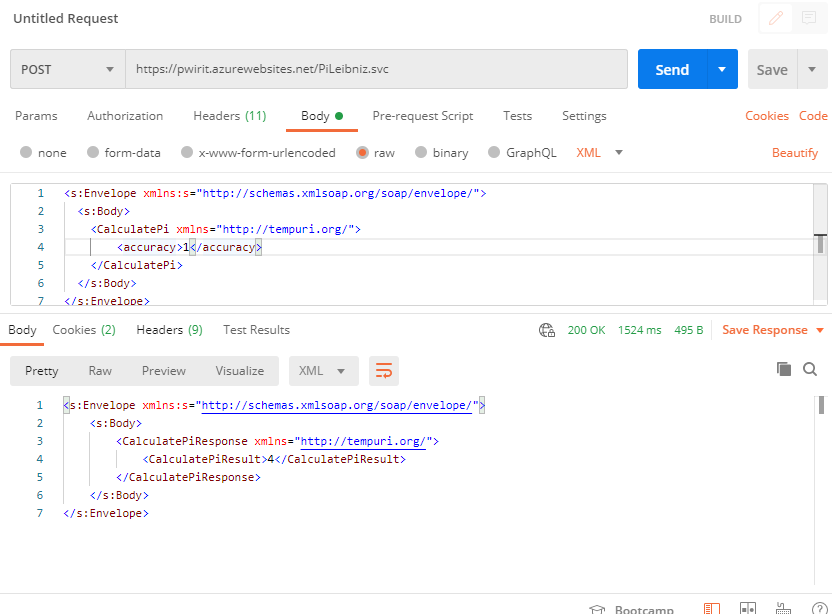 Untitled Request BUILD
POST https://pwirit.azurewebsites.net/PiLeibniz.svc Send Save
Params Authorization Headers (11) Body Pre-request Script Tests Settings Cookies Code
none form-data x-www-form-urlencoded raw binary GraphQL XML Beautify
1 <s:Envelope xmlns:s="http://schemas.xmlsoap.org/soap/envelope/">
2 <s:Body>
3 <CalculatePi xmlns="http://tempuri.org/">
4 <accuracy>1</accuracy>
5 </CalculatePi>
6 </s:Body>
7 </s:Envelope>
Body Cookies (2) Headers (9) Test Results 200 OK 1524 ms 495 B Save Response
Pretty Raw Preview Visualize XML
1 <s:Envelope xmlns:s="http://schemas.xmlsoap.org/soap/envelope/">
2 <s:Body>
3 <CalculatePiResponse xmlns="http://tempuri.org/">
4 <CalculatePiResult>4</CalculatePiResult>
5 </CalculatePiResponse>
6 </s:Body>
7 </s:Envelope>
Bootcamp